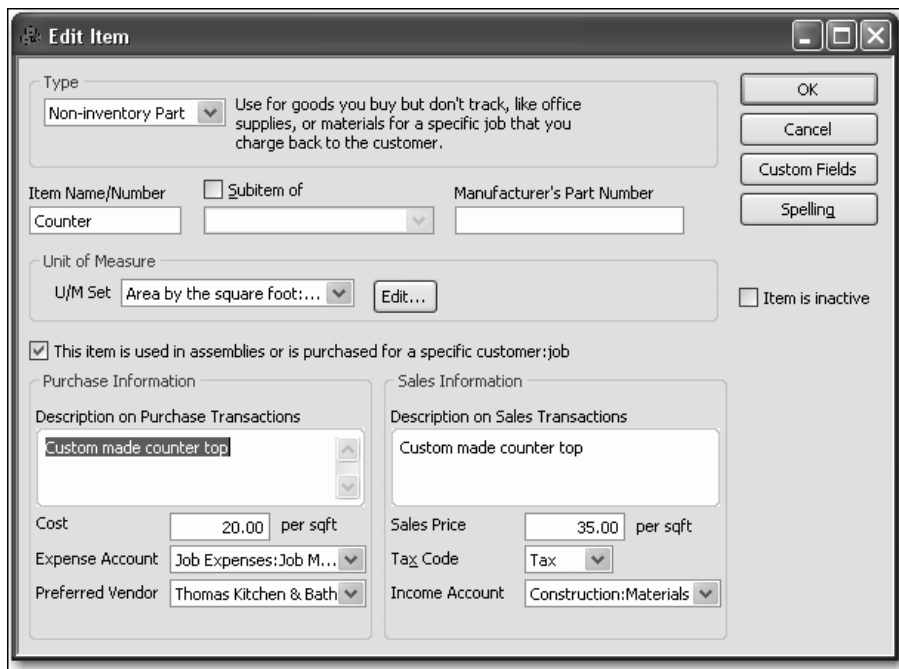 Edit Item
Type
Non-inventory Part
Use for goods you buy but don't track, like office
supplies, or materials for a specific job that you
charge back to the customer.
OK
Cancel
Custom Fields
Spelling
Item Name/Number
Subitem of
Manufacturer's Part Number
Counter
Unit of Measure
U/M Set Area by the square foot:... Edit...
Item is inactive
This item is used in assemblies or is purchased for a specific customer:job
Purchase Information
Description on Purchase Transactions
Custom made counter top
Cost 20.00 per sqft
Expense Account Job Expenses:Job M...
Preferred Vendor Thomas Kitchen & Bath
Sales Information
Description on Sales Transactions
Custom made counter top
Sales Price 35.00 per sqft
Tax Code Tax
Income Account Construction:Materials